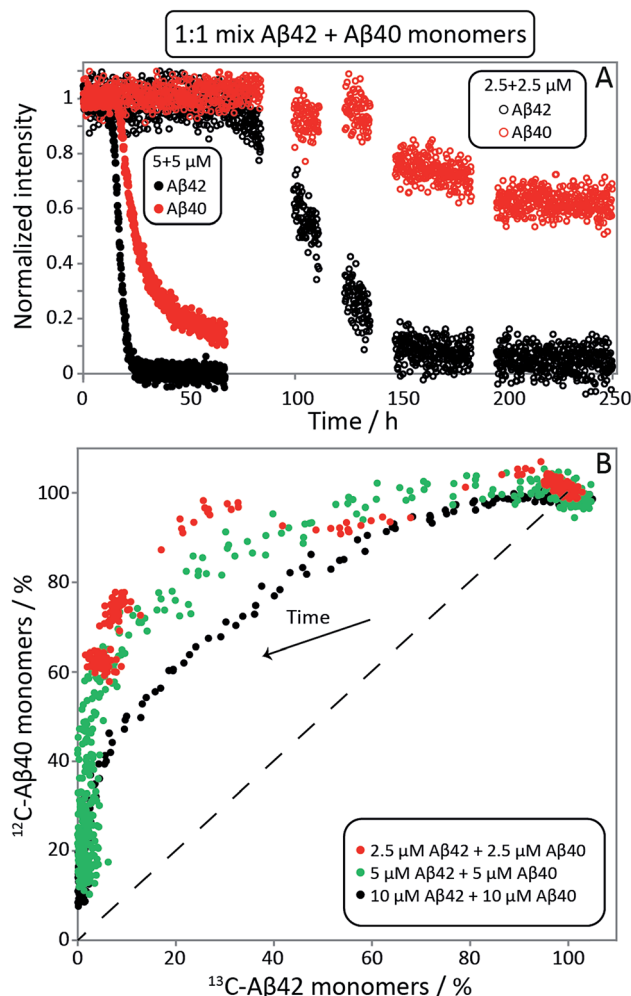 1:1 mix Aβ42 + Aβ40 monomers
A
Normalized intensity
1
0.8
0.6
0.4
0.2
0
5+5 µM
Aβ42
Aβ40
2.5+2.5 µM
Aβ42
Aβ40
0
50
100
150
200
250
Time / h
B
¹²C-Aβ40 monomers / %
100
80
60
40
20
0
Time
2.5 µM Aβ42 + 2.5 µM Aβ40
5 µM Aβ42 + 5 µM Aβ40
10 µM Aβ42 + 10 µM Aβ40
0
20
40
60
80
100
¹³C-Aβ42 monomers / %